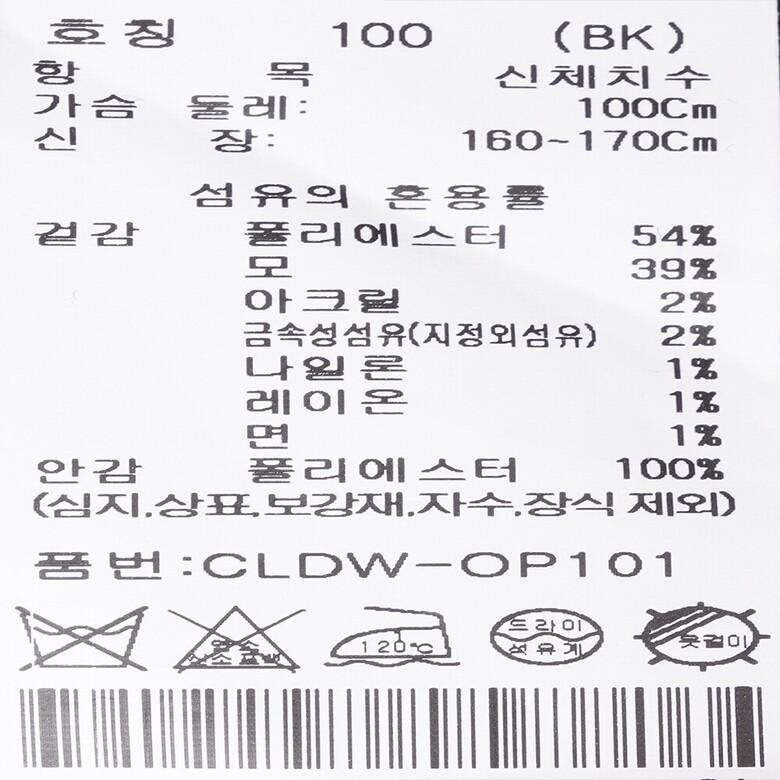 호칭 100 (BK)
항 목 신체치수
가슴 둘레: 100Cm
신 장: 160~170Cm
섬유의 혼용률
겉감 폴리에스터 54%
모 39%
아크릴 2%
금속성섬유(지정외섬유) 2%
나일론 1%
레이온 1%
면 1%
안감 폴리에스터 100%
(심지,상표,보강재,자수,장식 제외)
품번:CLDW-OP101
120℃ 드라이 옷걸이
석유계